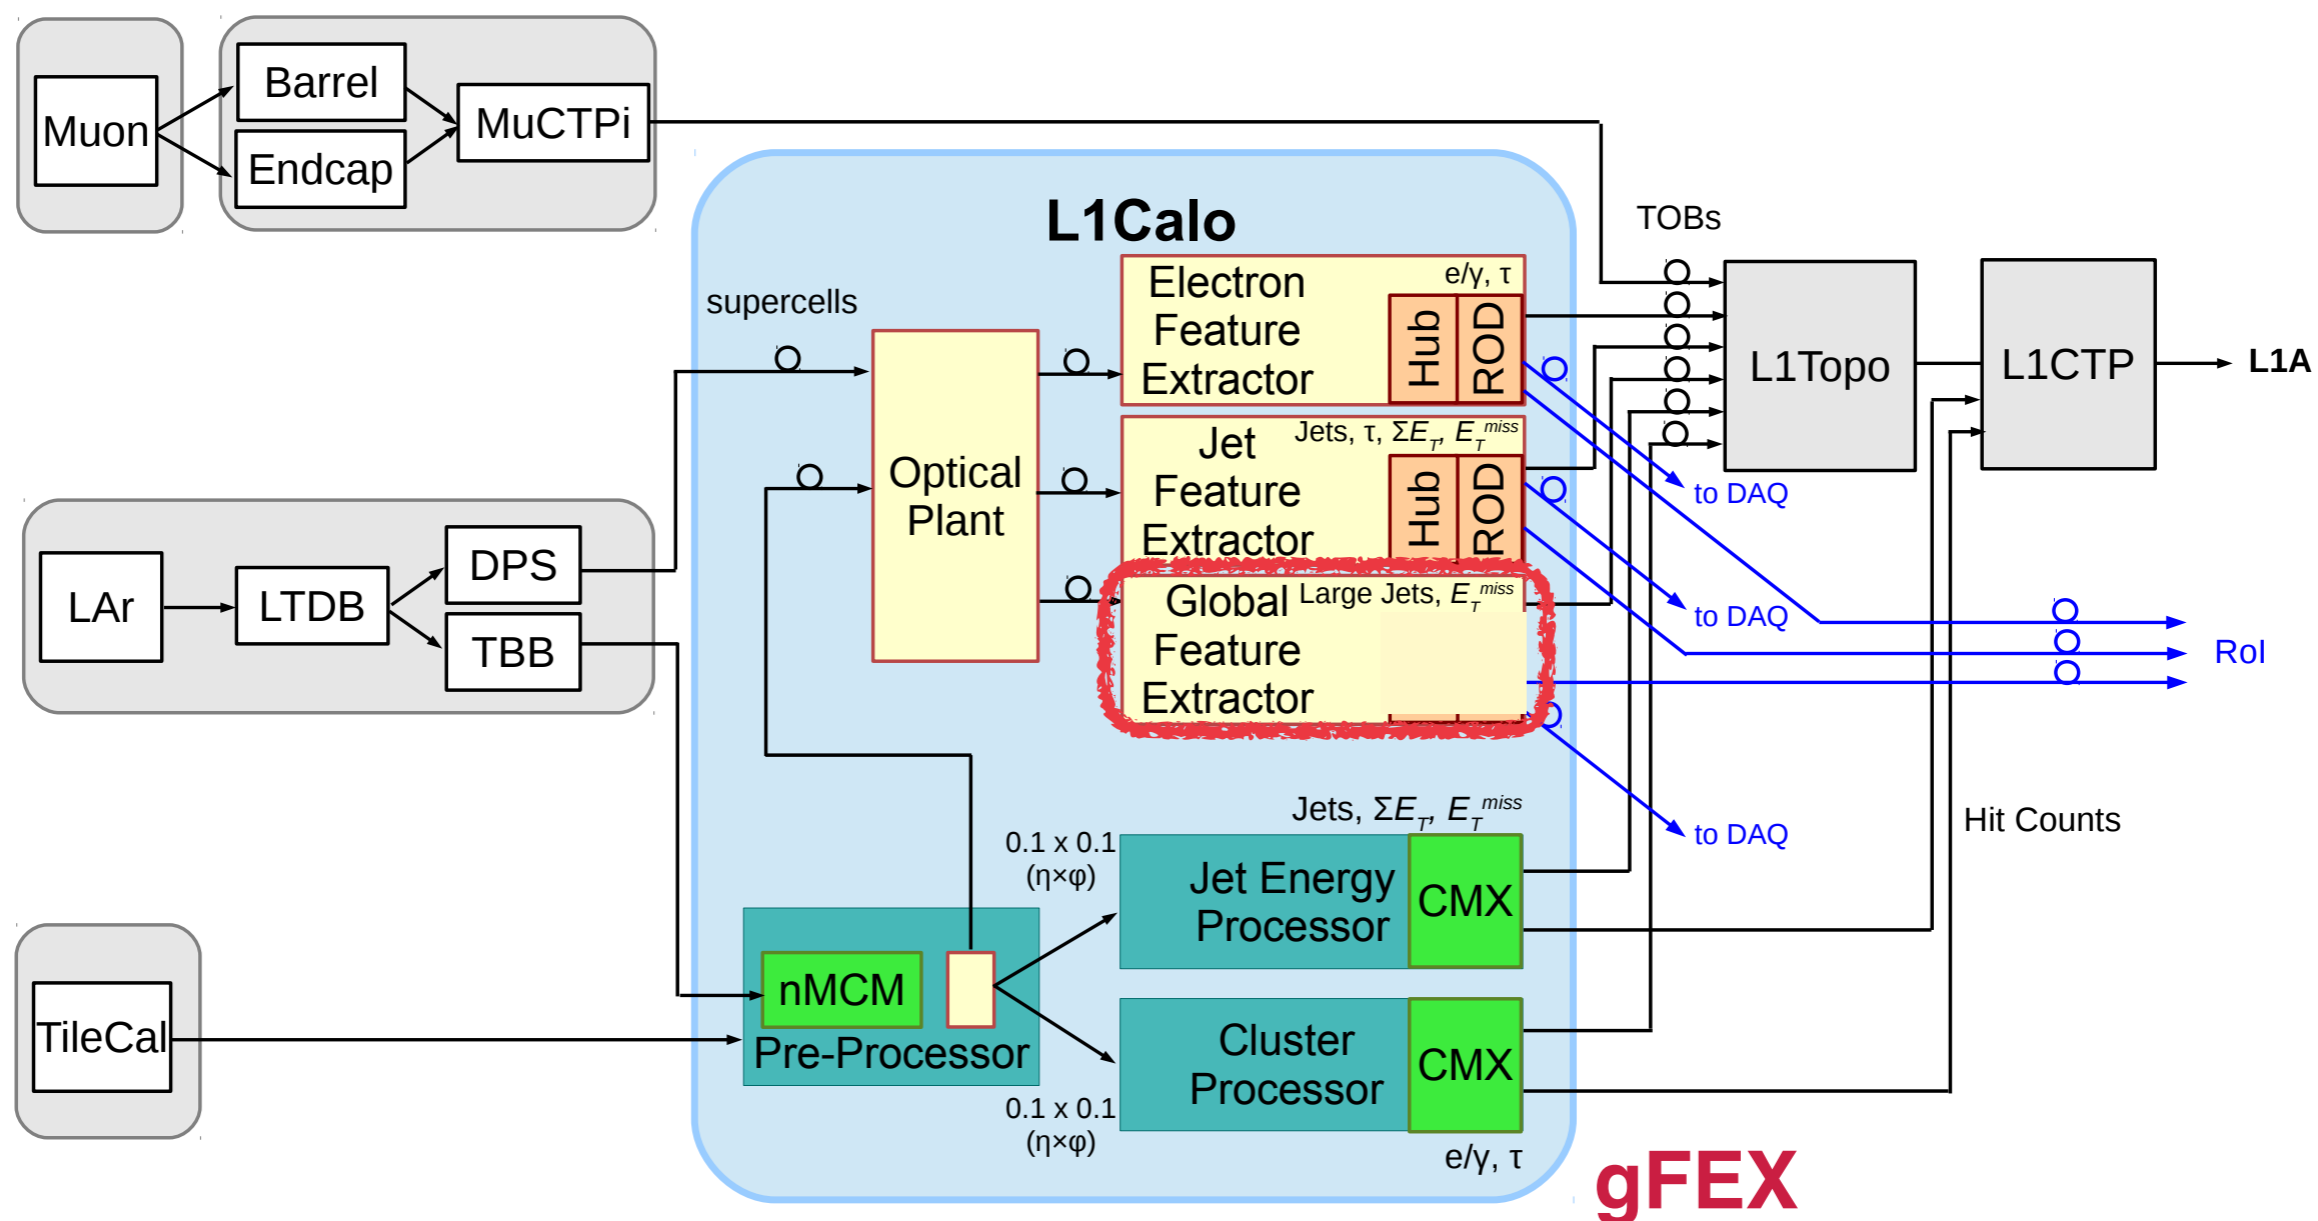 Muon
Barrel
Endcap
MuCTPi
L1Calo
supercells
Optical
Plant
Electron
Feature
Extractor
e/γ, τ
Hub
ROD
Jet
Feature
Extractor
Jets, τ, ΣE_T, E_T^miss
Hub
ROD
Global
Feature
Extractor
Large Jets, E_T^miss
TOBs
L1Topo
L1CTP
L1A
to DAQ
to DAQ
RoI
to DAQ
LAr
LTDB
DPS
TBB
TileCal
nMCM
Pre-Processor
0.1 x 0.1
(η×φ)
Jets, ΣE_T, E_T^miss
Jet Energy
Processor
CMX
Hit Counts
Cluster
Processor
CMX
0.1 x 0.1
(η×φ)
e/γ, τ
gFEX